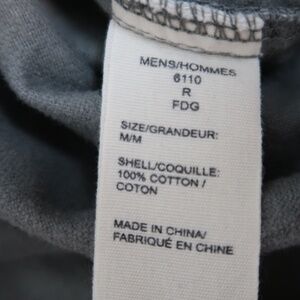 MENS/HOMMES
6110
R
FDG
SIZE/GRANDEUR:
M/M
SHELL/COQUILLE:
100% COTTON /
COTON
MADE IN CHINA/
FABRIQUÉ EN CHINE